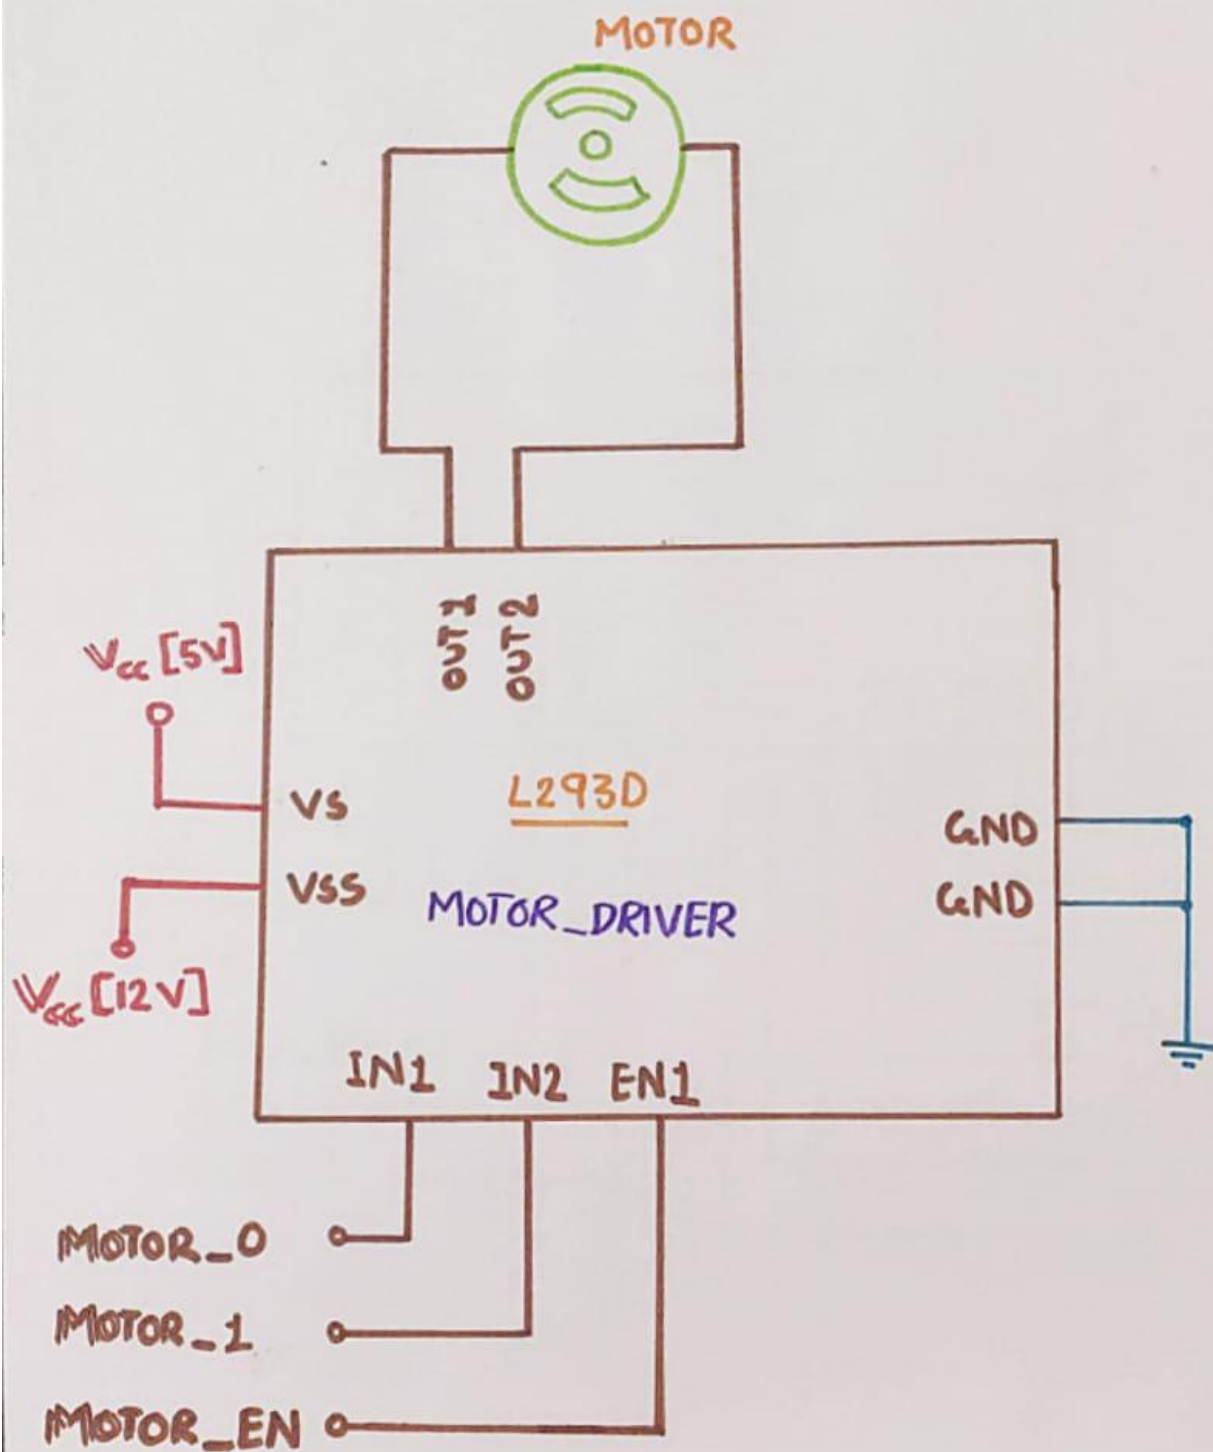 MOTOR
OUT1
OUT2
Vcc [5V]
VS
L293D
GND
VSS
MOTOR_DRIVER
GND
Vcc [12V]
IN1 IN2 EN1
MOTOR_0
MOTOR_1
MOTOR_EN